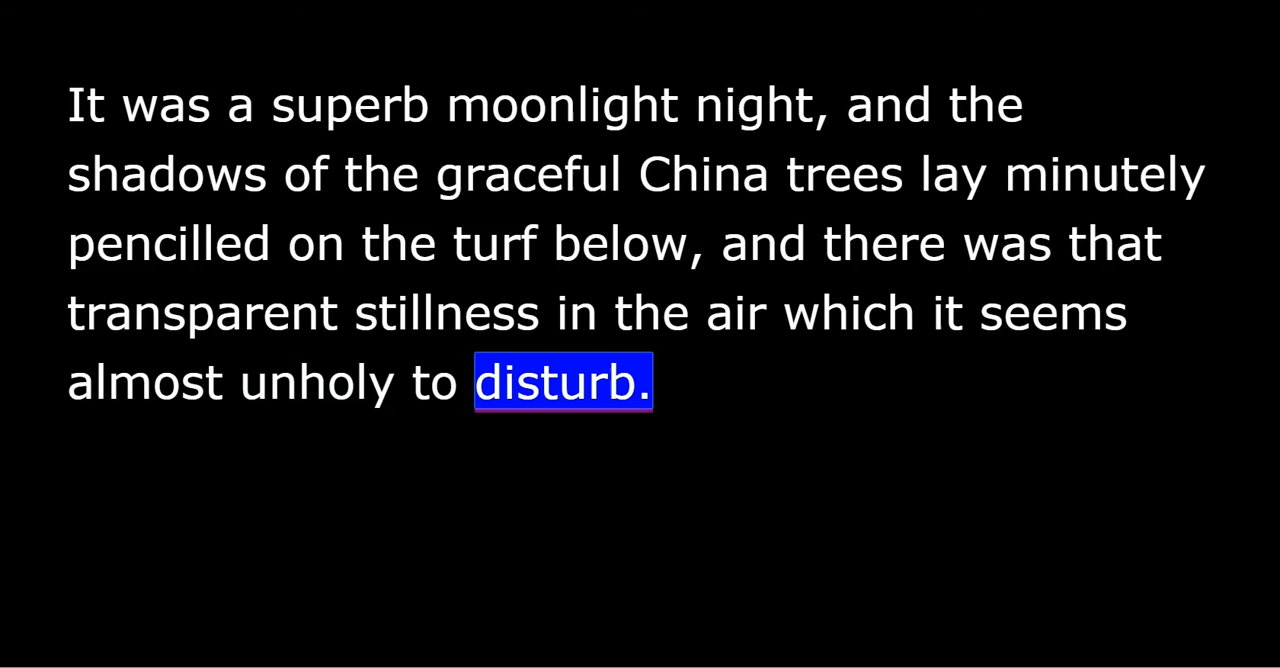 It was a superb moonlight night, and the
shadows of the graceful China trees lay minutely
pencilled on the turf below, and there was that
transparent stillness in the air which it seems
almost unholy to disturb.